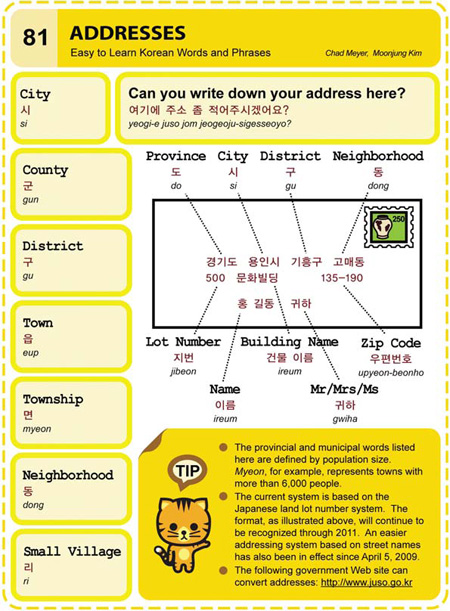 81
ADDRESSES
Easy to Learn Korean Words and Phrases
Chad Meyer, Moonjung Kim
City
시
si
Can you write down your address here?
여기에 주소 좀 적어주시겠어요?
yeogi-e juso jom jeogeoju-sigesseoyo?
County
군
gun
District
구
gu
Town
읍
eup
Township
면
myeon
Neighborhood
동
dong
Small Village
리
ri
Province City District Neighborhood
도 시 구 동
do si gu dong
250
경기도 용인시 기흥구 고매동
500 문화빌딩 135-190
홍 길동 귀하
Lot Number Building Name Zip Code
지번 건물 이름 우편번호
jibeon ireum upyeon-beonho
Name Mr/Mrs/Ms
이름 귀하
ireum gwiha
TIP
The provincial and municipal words listed
here are defined by population size.
Myeon, for example, represents towns with
more than 6,000 people.
The current system is based on the
Japanese land lot number system. The
format, as illustrated above, will continue to
be recognized through 2011. An easier
addressing system based on street names
has also been in effect since April 5, 2009.
The following government Web site can
convert addresses: http://www.juso.go.kr